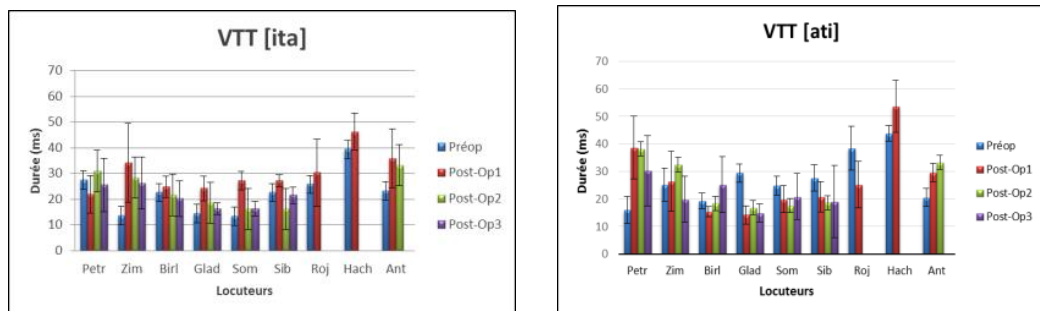 VTT [ita]
Durée (ms)
70
60
50
40
30
20
10
0
Petr Zim Birl Glad Som Sib Roj Hach Ant
Locuteurs
Préop
Post-Op1
Post-Op2
Post-Op3
VTT [ati]
Durée (ms)
70
60
50
40
30
20
10
0
Petr Zim Birl Glad Som Sib Roj Hach Ant
Locuteurs
Préop
Post-Op1
Post-Op2
Post-Op3